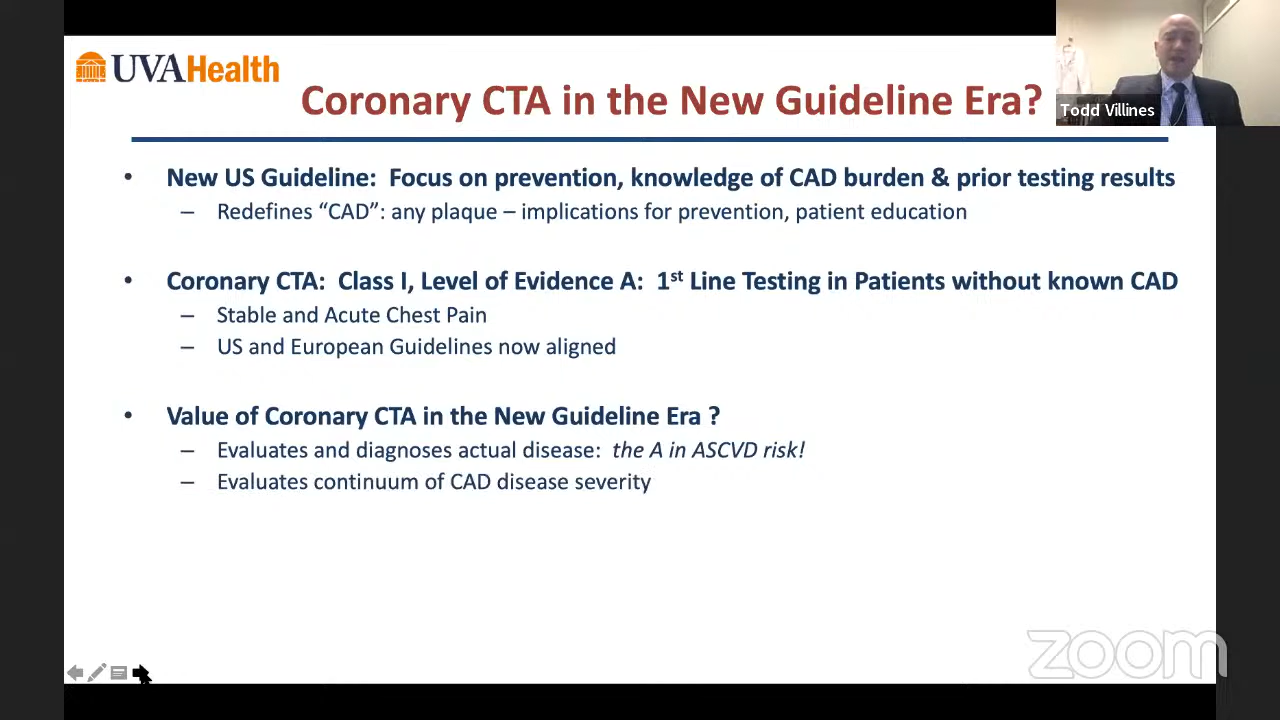 UVAHealth
Coronary CTA in the New Guideline Era?
Todd Villines
• New US Guideline: Focus on prevention, knowledge of CAD burden & prior testing results
– Redefines “CAD”: any plaque – implications for prevention, patient education
• Coronary CTA: Class I, Level of Evidence A: 1st Line Testing in Patients without known CAD
– Stable and Acute Chest Pain
– US and European Guidelines now aligned
• Value of Coronary CTA in the New Guideline Era ?
– Evaluates and diagnoses actual disease: the A in ASCVD risk!
– Evaluates continuum of CAD disease severity
zoom